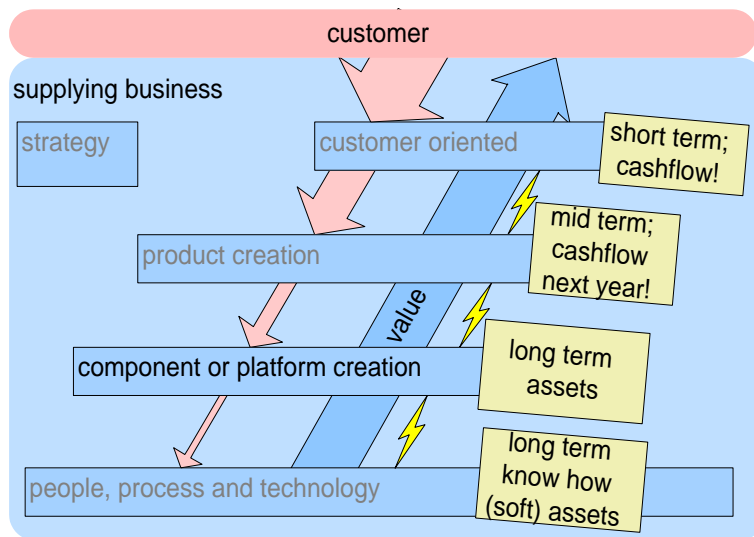 customer
supplying business
strategy
customer oriented
short term;
cashflow!
product creation
mid term;
cashflow
next year!
value
component or platform creation
long term
assets
people, process and technology
long term
know how
(soft) assets